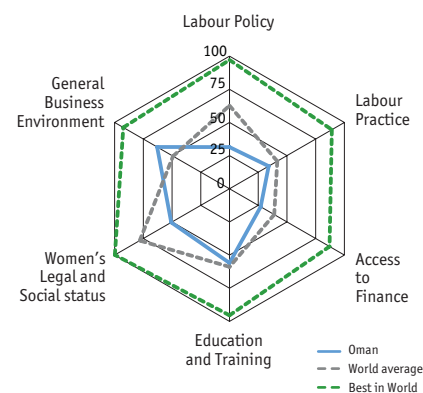 Labour Policy
100
75
50
25
0
General
Business
Environment
Labour
Practice
Women's
Legal and
Social status
Access
to
Finance
Education
and Training
Oman
World average
Best in World